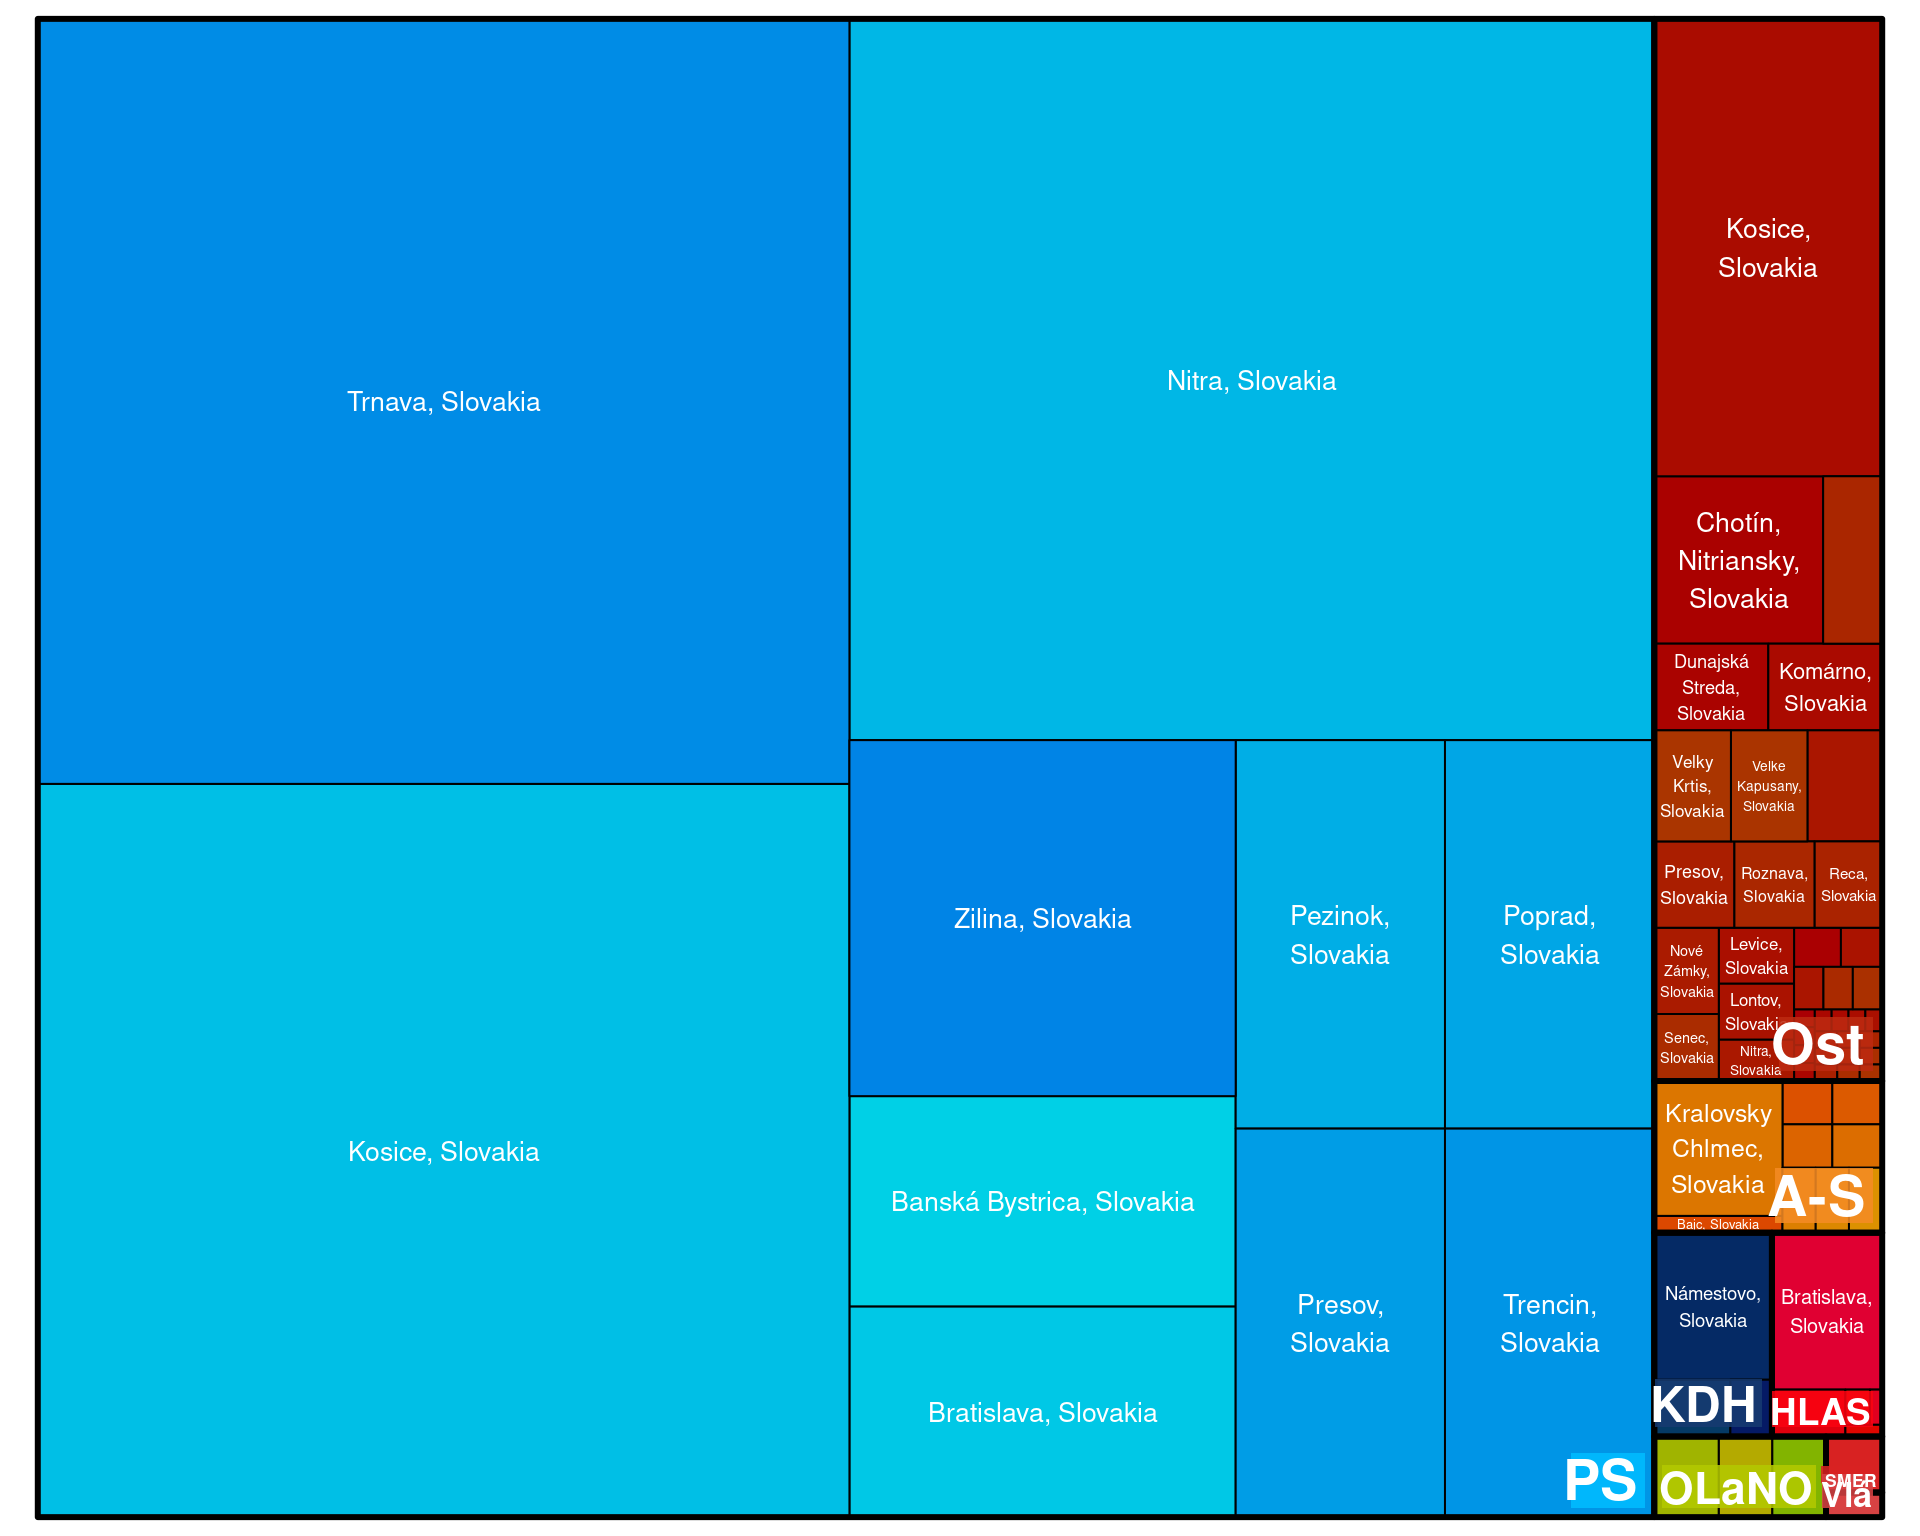 Trnava, Slovakia
Nitra, Slovakia
Kosice, Slovakia
Zilina, Slovakia
Banská Bystrica, Slovakia
Bratislava, Slovakia
Pezinok,
Slovakia
Poprad,
Slovakia
Presov,
Slovakia
Trencin,
Slovakia
PS
Kosice,
Slovakia
Chotín,
Nitriansky,
Slovakia
Dunajská
Streda,
Slovakia
Komárno,
Slovakia
Velky
Krtis,
Slovakia
Velke
Kapusany,
Slovakia
Presov,
Slovakia
Roznava,
Slovakia
Reca,
Slovakia
Nové
Zámky,
Slovakia
Levice,
Slovakia
Lontov,
Slovakia
Senec,
Slovakia
Nitra,
Slovakia
Ost
Kralovsky
Chlmec,
Slovakia
Bajc, Slovakia
A-S
Námestovo,
Slovakia
KDH
Bratislava,
Slovakia
HLAS
OLaNO
SMER
Vlá